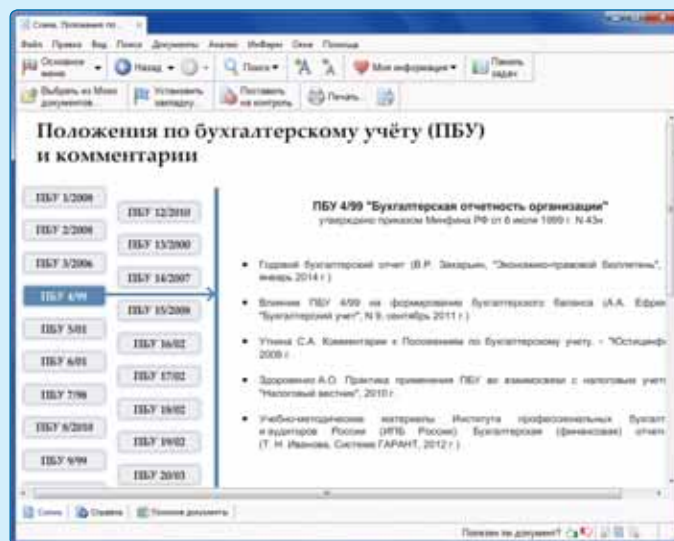 Схема. Положения по...
Файл Правка Вид Поиск Документы Анализ Инфарм Окна Помощь
Основное меню Назад Поиск А А Моя информация Панель задач
Выбрать из Моих документов... Установить закладку... Поставить на контроль Печать...
Положения по бухгалтерскому учёту (ПБУ)
и комментарии
ПБУ 1/2008
ПБУ 2/2008
ПБУ 3/2006
ПБУ 4/99
ПБУ 5/01
ПБУ 6/01
ПБУ 7/98
ПБУ 8/2010
ПБУ 9/99
ПБУ 12/2010
ПБУ 13/2000
ПБУ 14/2007
ПБУ 15/2008
ПБУ 16/02
ПБУ 17/02
ПБУ 18/02
ПБУ 19/02
ПБУ 20/03
ПБУ 4/99 "Бухгалтерская отчетность организации"
утверждено приказом Минфина РФ от 6 июля 1999 г. N 43н
• Годовой бухгалтерский отчет (В.Р. Захарьин, "Экономико-правовой бюллетень",
январь 2014 г.)
• Влияние ПБУ 4/99 на формирование бухгалтерского баланса (А.А. Ефре
"Бухгалтерский учет", N 9, сентябрь 2011 г.)
• Уткина С.А. Комментарии к Положениям по бухгалтерскому учету. - "Юстицинф
2008 г.
• Здоровенко А.О. Практика применения ПБУ во взаимосвязи с налоговым учет
"Налоговый вестник", 2010 г.
• Учебно-методические материалы Института профессиональных бухгалт
и аудиторов России (ИПБ России) Бухгалтерская (финансовая) отчетн
(Т. Н. Иванова, Система ГАРАНТ, 2012 г.)
Схема Справка Похожие документы
Полезен ли документ?